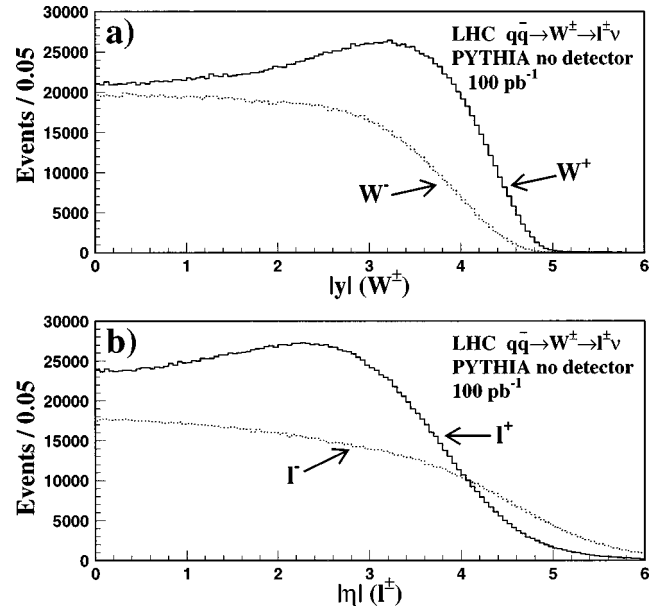 a)
LHC qq̄→W±→l±ν
PYTHIA no detector
100 pb⁻¹
W⁻
W⁺
Events / 0.05
30000
25000
20000
15000
10000
5000
0
0 1 2 3 4 5 6
|y| (W±)
b)
LHC qq̄→W±→l±ν
PYTHIA no detector
100 pb⁻¹
l⁺
l⁻
Events / 0.05
30000
25000
20000
15000
10000
5000
0
0 1 2 3 4 5 6
|η| (l±)